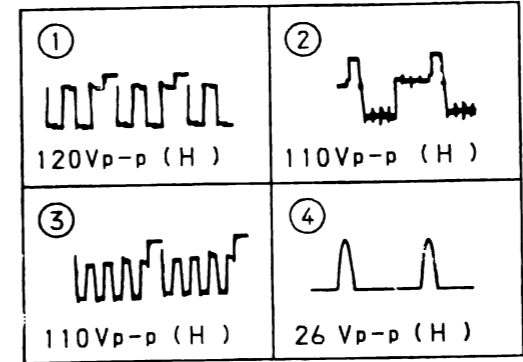 ①
②
120Vp-p (H )
110Vp-p (H )
③
④
110Vp-p (H )
26 Vp-p (H )